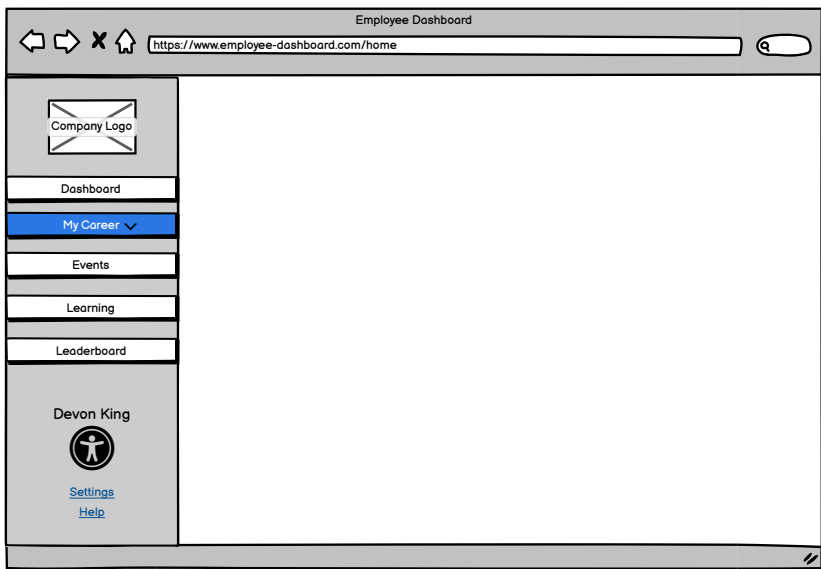 Employee Dashboard
https://www.employee-dashboard.com/home
Company Logo
Dashboard
My Career
Events
Learning
Leaderboard
Devon King
Settings
Help